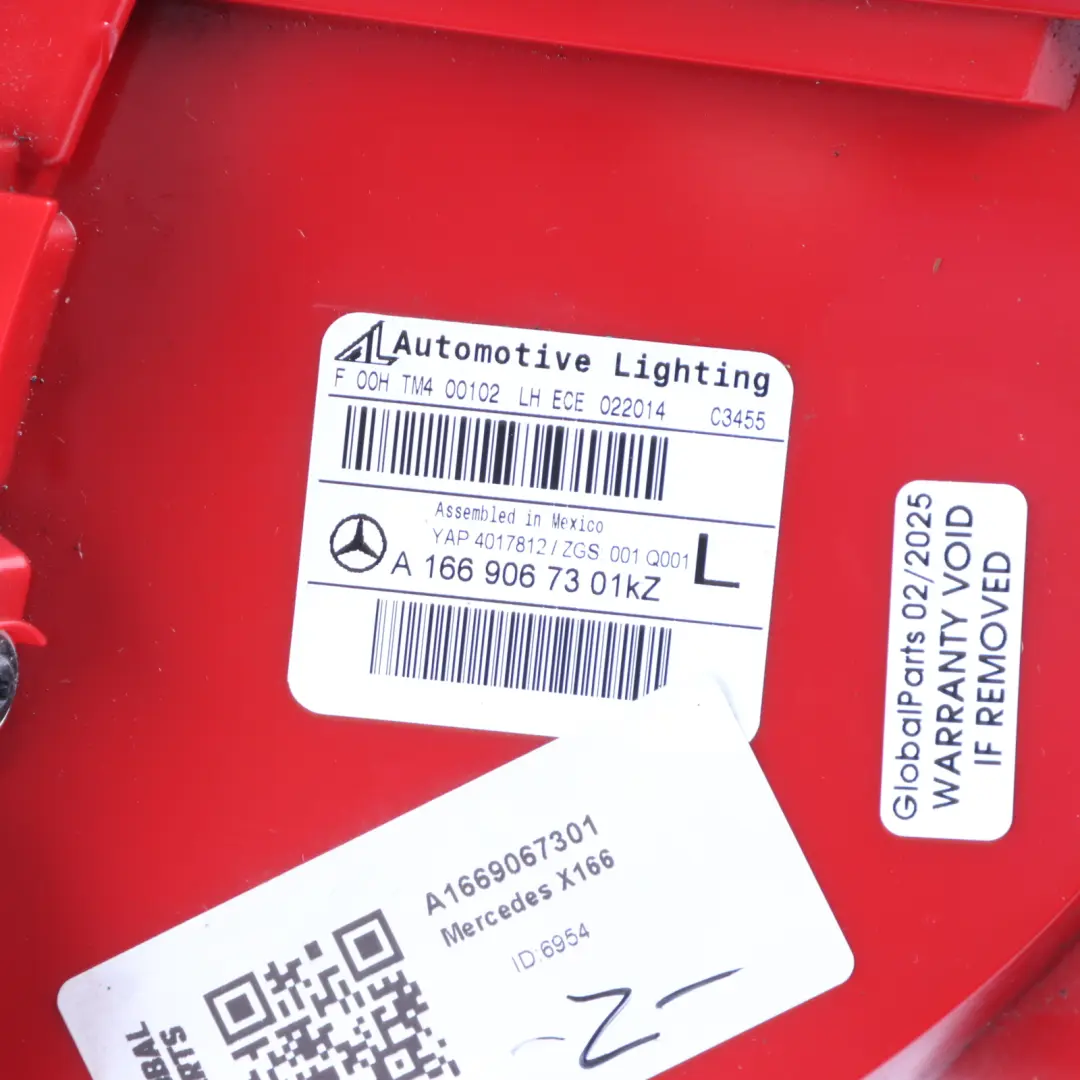 AL Automotive Lighting
F 00H TM4 00102 LH ECE 022014 C3455
Assembled in Mexico
YAP 4017812/ZGS 001 Q001
L
A 166 906 73 01kZ
GlobalParts 02/2025
WARRANTY VOID
IF REMOVED
A1669067301
Mercedes X166
ID:6954
-Z-